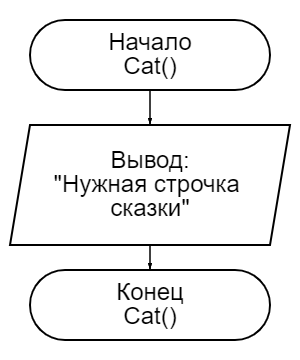 Начало
Cat()
Вывод:
"Нужная строчка
сказки"
Конец
Cat()